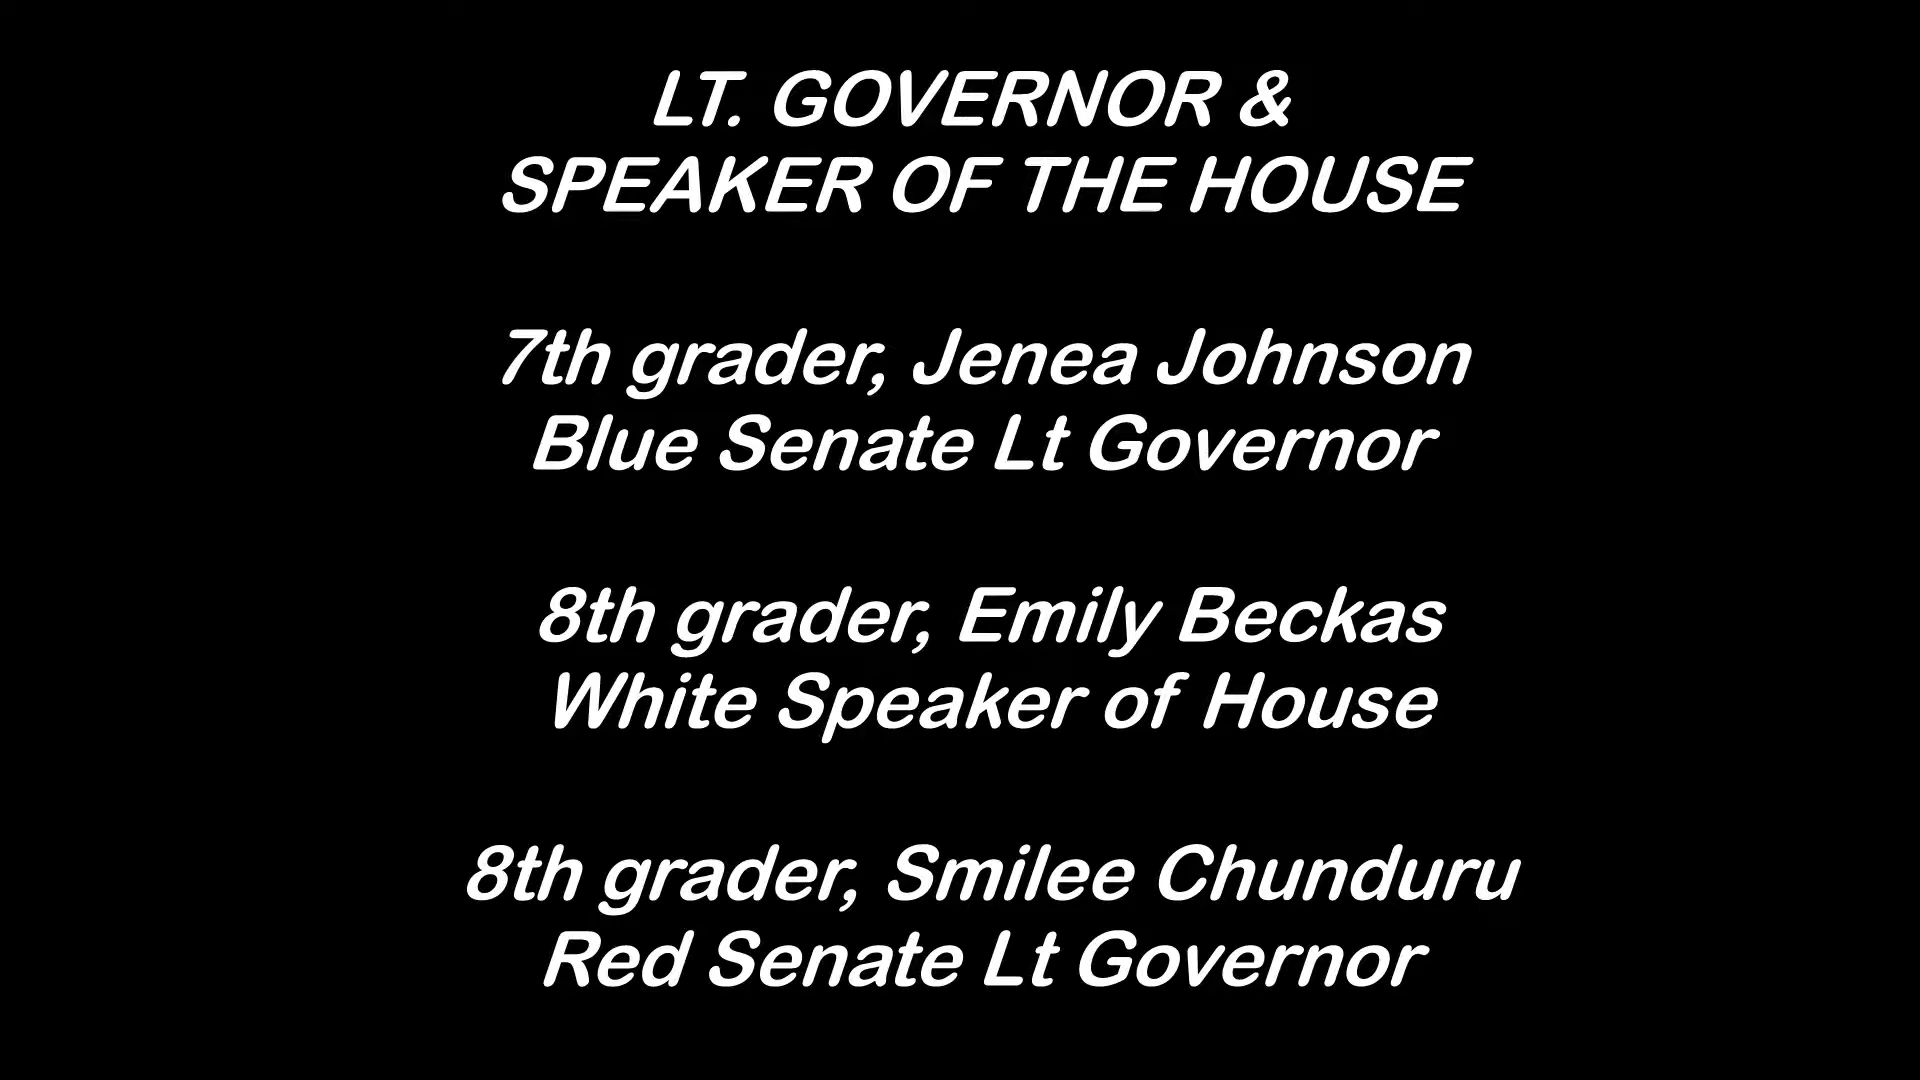 LT. GOVERNOR &
SPEAKER OF THE HOUSE
7th grader, Jenea Johnson
Blue Senate Lt Governor
8th grader, Emily Beckas
White Speaker of House
8th grader, Smilee Chunduru
Red Senate Lt Governor